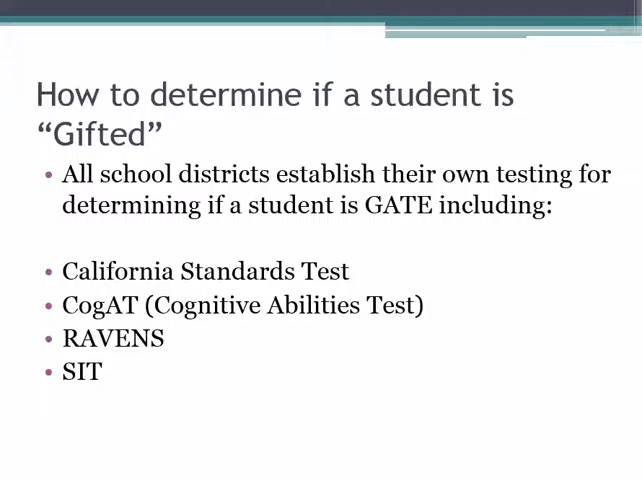 How to determine if a student is
“Gifted”
• All school districts establish their own testing for
determining if a student is GATE including:
• California Standards Test
• CogAT (Cognitive Abilities Test)
• RAVENS
• SIT